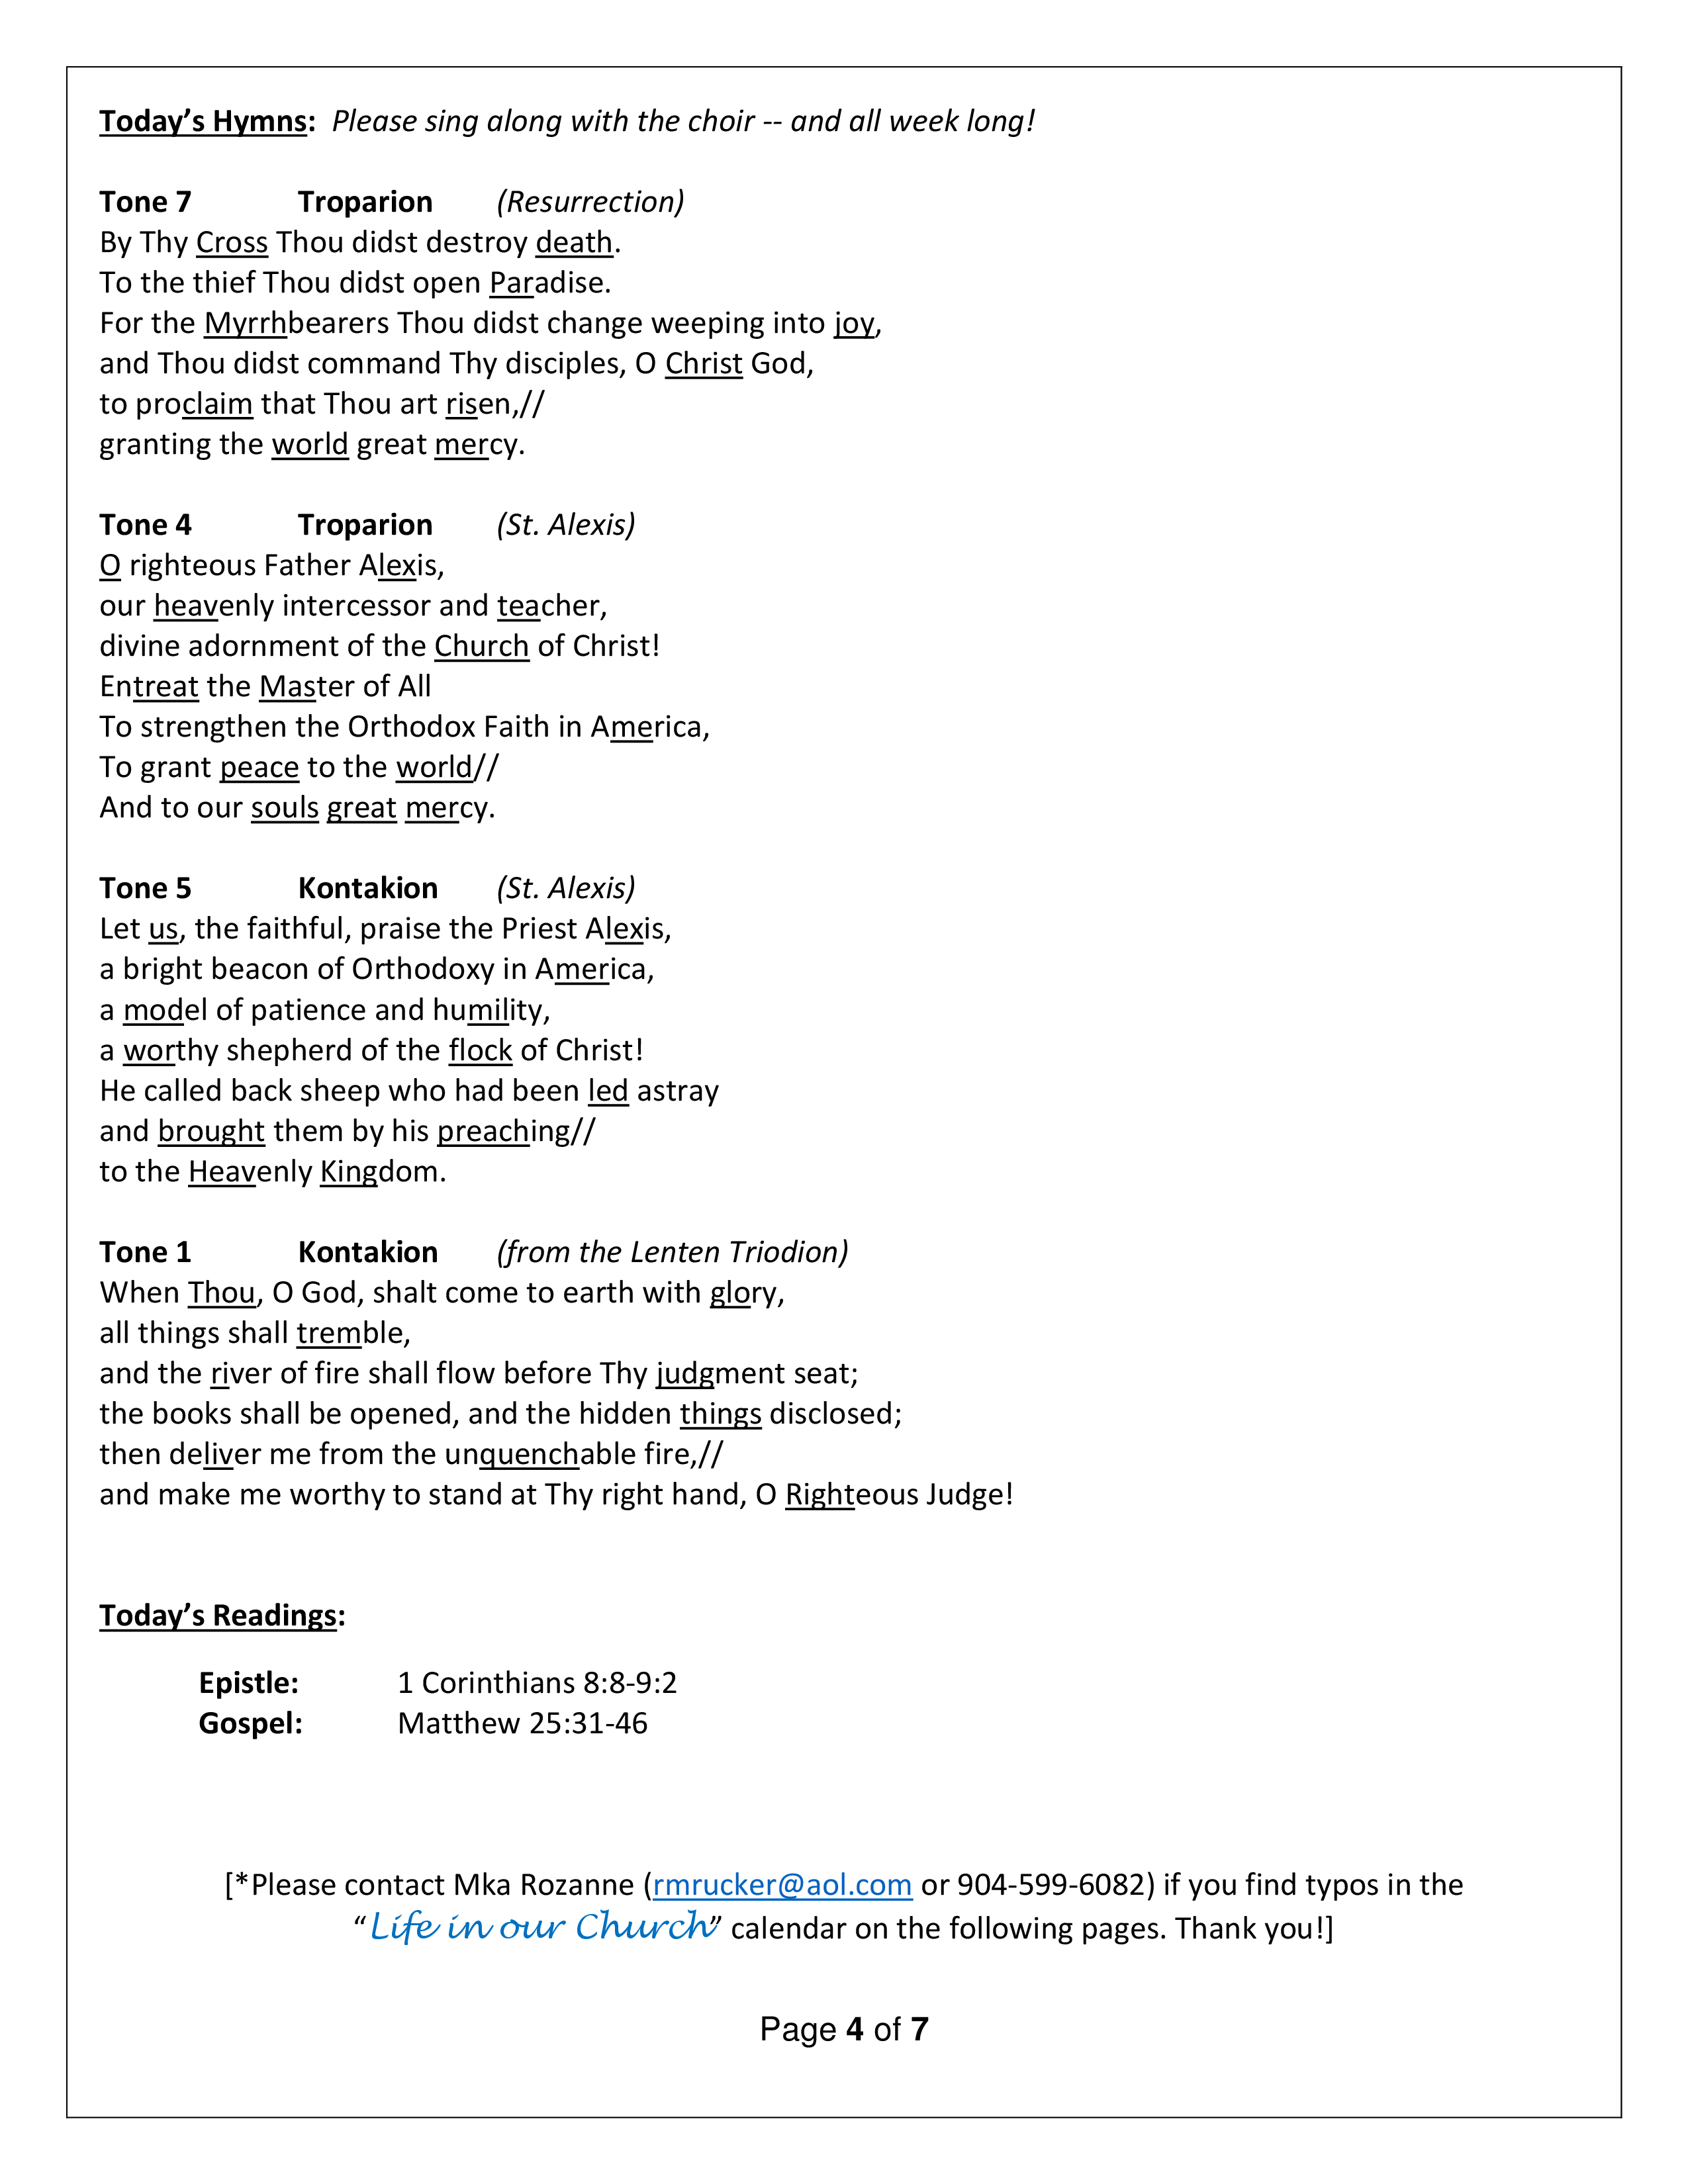 Today’s Hymns: Please sing along with the choir -- and all week long!
Tone 7 Troparion (Resurrection)
By Thy Cross Thou didst destroy death.
To the thief Thou didst open Paradise.
For the Myrrhbearers Thou didst change weeping into joy,
and Thou didst command Thy disciples, O Christ God,
to proclaim that Thou art risen,//
granting the world great mercy.
Tone 4 Troparion (St. Alexis)
O righteous Father Alexis,
our heavenly intercessor and teacher,
divine adornment of the Church of Christ!
Entreat the Master of All
To strengthen the Orthodox Faith in America,
To grant peace to the world//
And to our souls great mercy.
Tone 5 Kontakion (St. Alexis)
Let us, the faithful, praise the Priest Alexis,
a bright beacon of Orthodoxy in America,
a model of patience and humility,
a worthy shepherd of the flock of Christ!
He called back sheep who had been led astray
and brought them by his preaching//
to the Heavenly Kingdom.
Tone 1 Kontakion (from the Lenten Triodion)
When Thou, O God, shalt come to earth with glory,
all things shall tremble,
and the river of fire shall flow before Thy judgment seat;
the books shall be opened, and the hidden things disclosed;
then deliver me from the unquenchable fire,//
and make me worthy to stand at Thy right hand, O Righteous Judge!
Today’s Readings:
Epistle: 1 Corinthians 8:8-9:2
Gospel: Matthew 25:31-46
[*Please contact Mka Rozanne (rmrucker@aol.com or 904-599-6082) if you find typos in the
“Life in our Church” calendar on the following pages. Thank you!]
Page 4 of 7